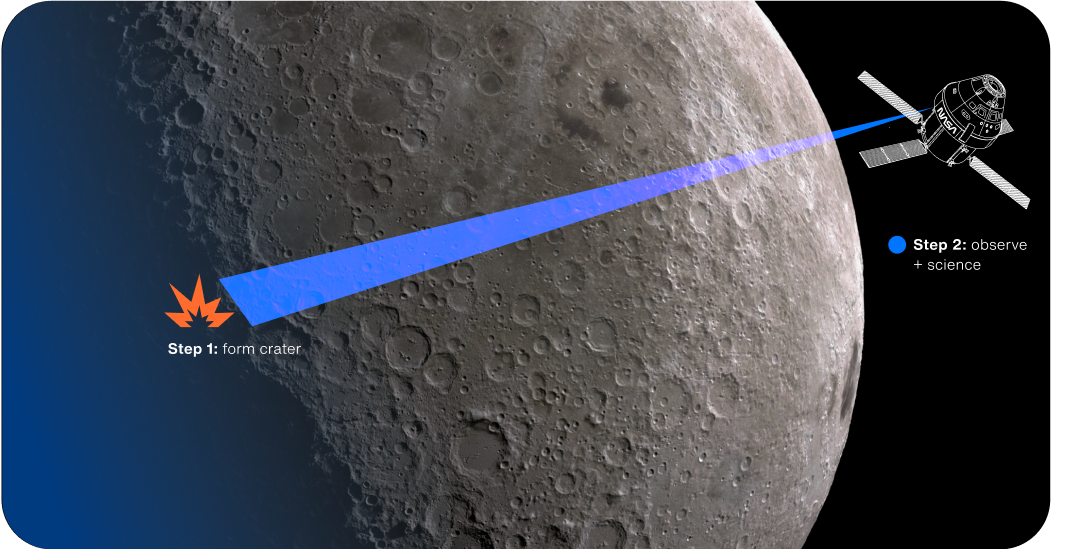 NASA
Step 2: observe
+ science
Step 1: form crater